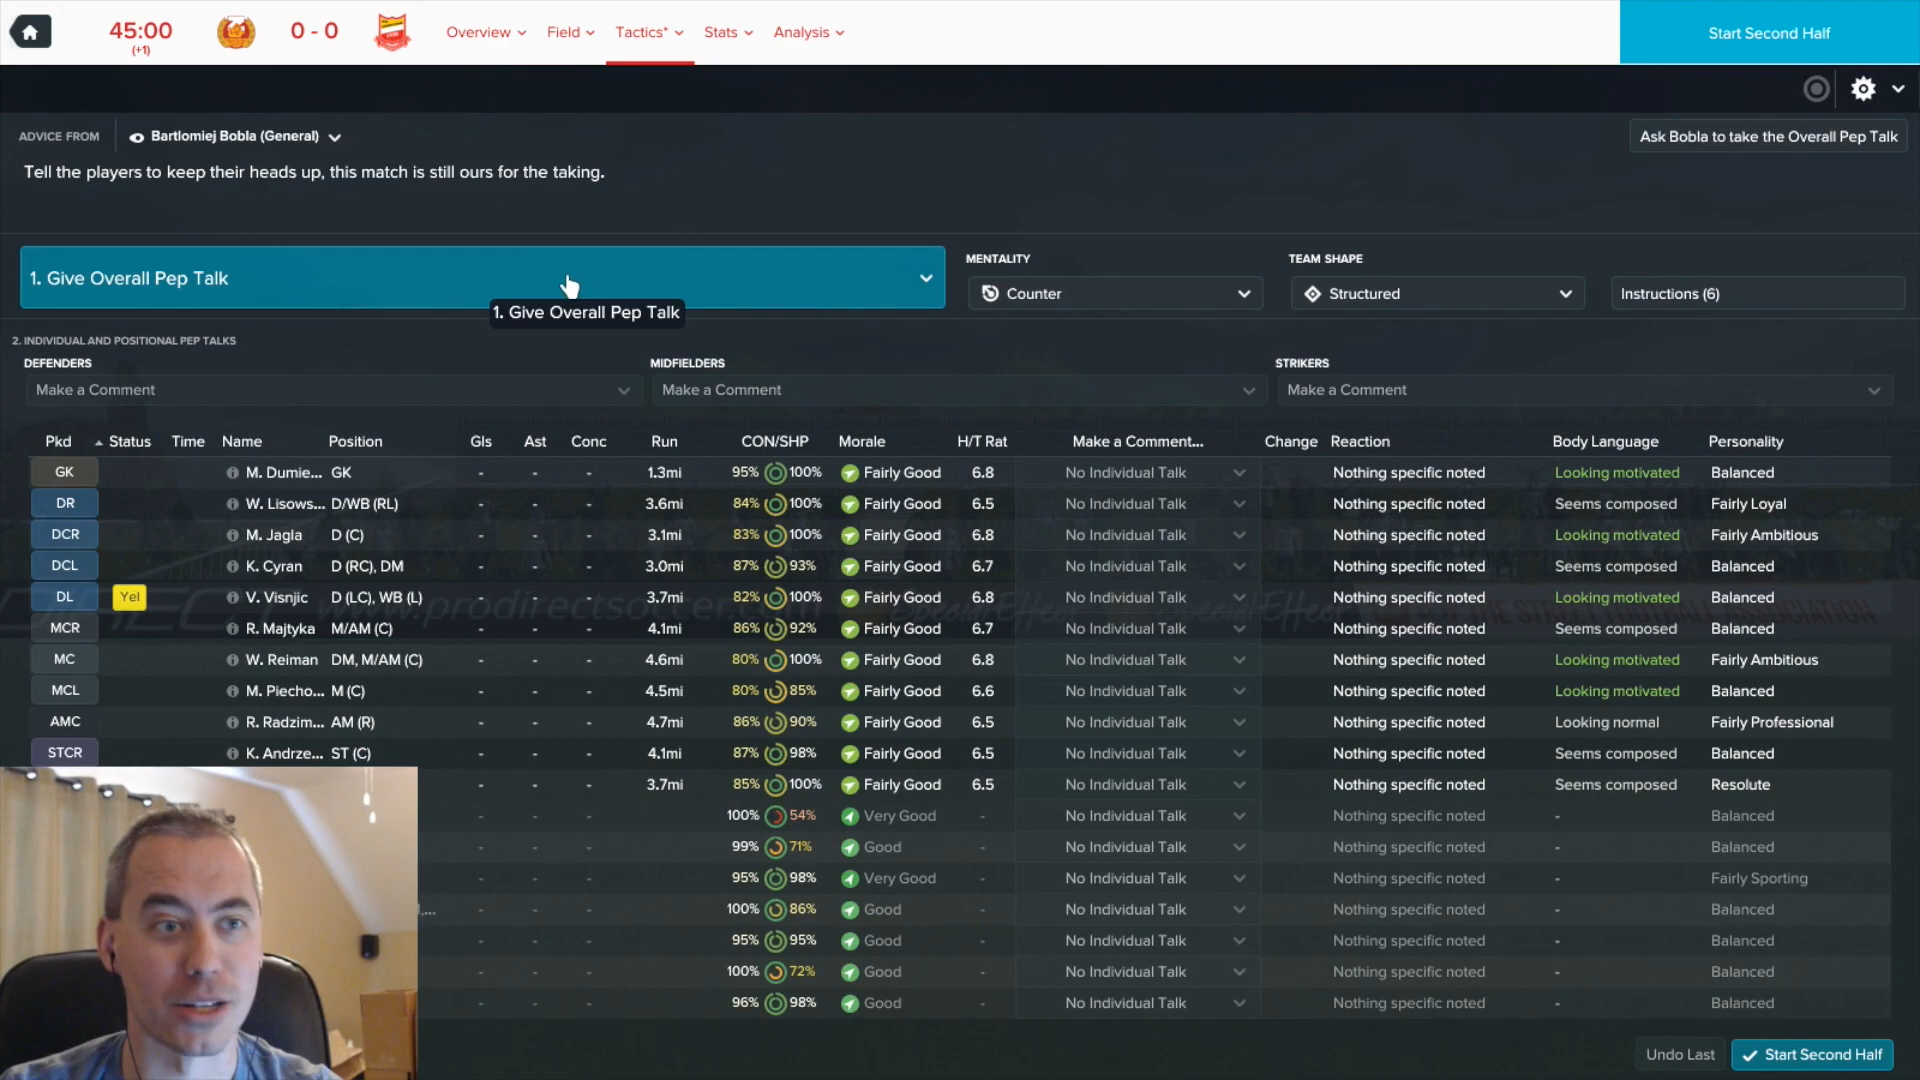 45:00
(+1)
0 - 0
Overview
Field
Tactics*
Stats
Analysis
Start Second Half
ADVICE FROM
Bartlomiej Bobla (General)
Ask Bobla to take the Overall Pep Talk
Tell the players to keep their heads up, this match is still ours for the taking.
1. Give Overall Pep Talk
1. Give Overall Pep Talk
MENTALITY
Counter
TEAM SHAPE
Structured
Instructions (6)
2. INDIVIDUAL AND POSITIONAL PEP TALKS
DEFENDERS
MIDFIELDERS
STRIKERS
Make a Comment
Make a Comment
Make a Comment
Pkd Status Time Name Position Gls Ast Conc Run CON/SHP Morale H/T Rat Make a Comment... Change Reaction Body Language Personality
GK M. Dumie... GK - - - 1.3mi 95% 100% Fairly Good 6.8 No Individual Talk Nothing specific noted Looking motivated Balanced
DR W. Lisows... D/WB (RL) - - - 3.6mi 84% 100% Fairly Good 6.5 No Individual Talk Nothing specific noted Seems composed Fairly Loyal
DCR M. Jagla D (C) - - - 3.1mi 83% 100% Fairly Good 6.8 No Individual Talk Nothing specific noted Looking motivated Fairly Ambitious
DCL K. Cyran D (RC), DM - - - 3.0mi 87% 93% Fairly Good 6.7 No Individual Talk Nothing specific noted Seems composed Balanced
DL Yel V. Visnjic D (LC), WB (L) - - - 3.7mi 82% 100% Fairly Good 6.8 No Individual Talk Nothing specific noted Looking motivated Balanced
MCR R. Majtyka M/AM (C) - - - 4.1mi 86% 92% Fairly Good 6.7 No Individual Talk Nothing specific noted Seems composed Balanced
MC W. Reiman DM, M/AM (C) - - - 4.6mi 80% 100% Fairly Good 6.8 No Individual Talk Nothing specific noted Looking motivated Fairly Ambitious
MCL M. Piecho... M (C) - - - 4.5mi 80% 85% Fairly Good 6.6 No Individual Talk Nothing specific noted Looking motivated Balanced
AMC R. Radzim... AM (R) - - - 4.7mi 86% 90% Fairly Good 6.5 No Individual Talk Nothing specific noted Looking normal Fairly Professional
STCR K. Andrze... ST (C) - - - 4.1mi 87% 98% Fairly Good 6.5 No Individual Talk Nothing specific noted Seems composed Balanced
- - - 3.7mi 85% 100% Fairly Good 6.5 No Individual Talk Nothing specific noted Seems composed Resolute
- - - 100% 54% Very Good - No Individual Talk Nothing specific noted - Balanced
- - - 99% 71% Good - No Individual Talk Nothing specific noted - Balanced
- - - 95% 98% Very Good - No Individual Talk Nothing specific noted - Fairly Sporting
,... - - - 100% 86% Good - No Individual Talk Nothing specific noted - Balanced
- - - 95% 95% Good - No Individual Talk Nothing specific noted - Balanced
- - - 100% 72% Good - No Individual Talk Nothing specific noted - Balanced
- - - 96% 98% Good - No Individual Talk Nothing specific noted - Balanced
Undo Last
Start Second Half